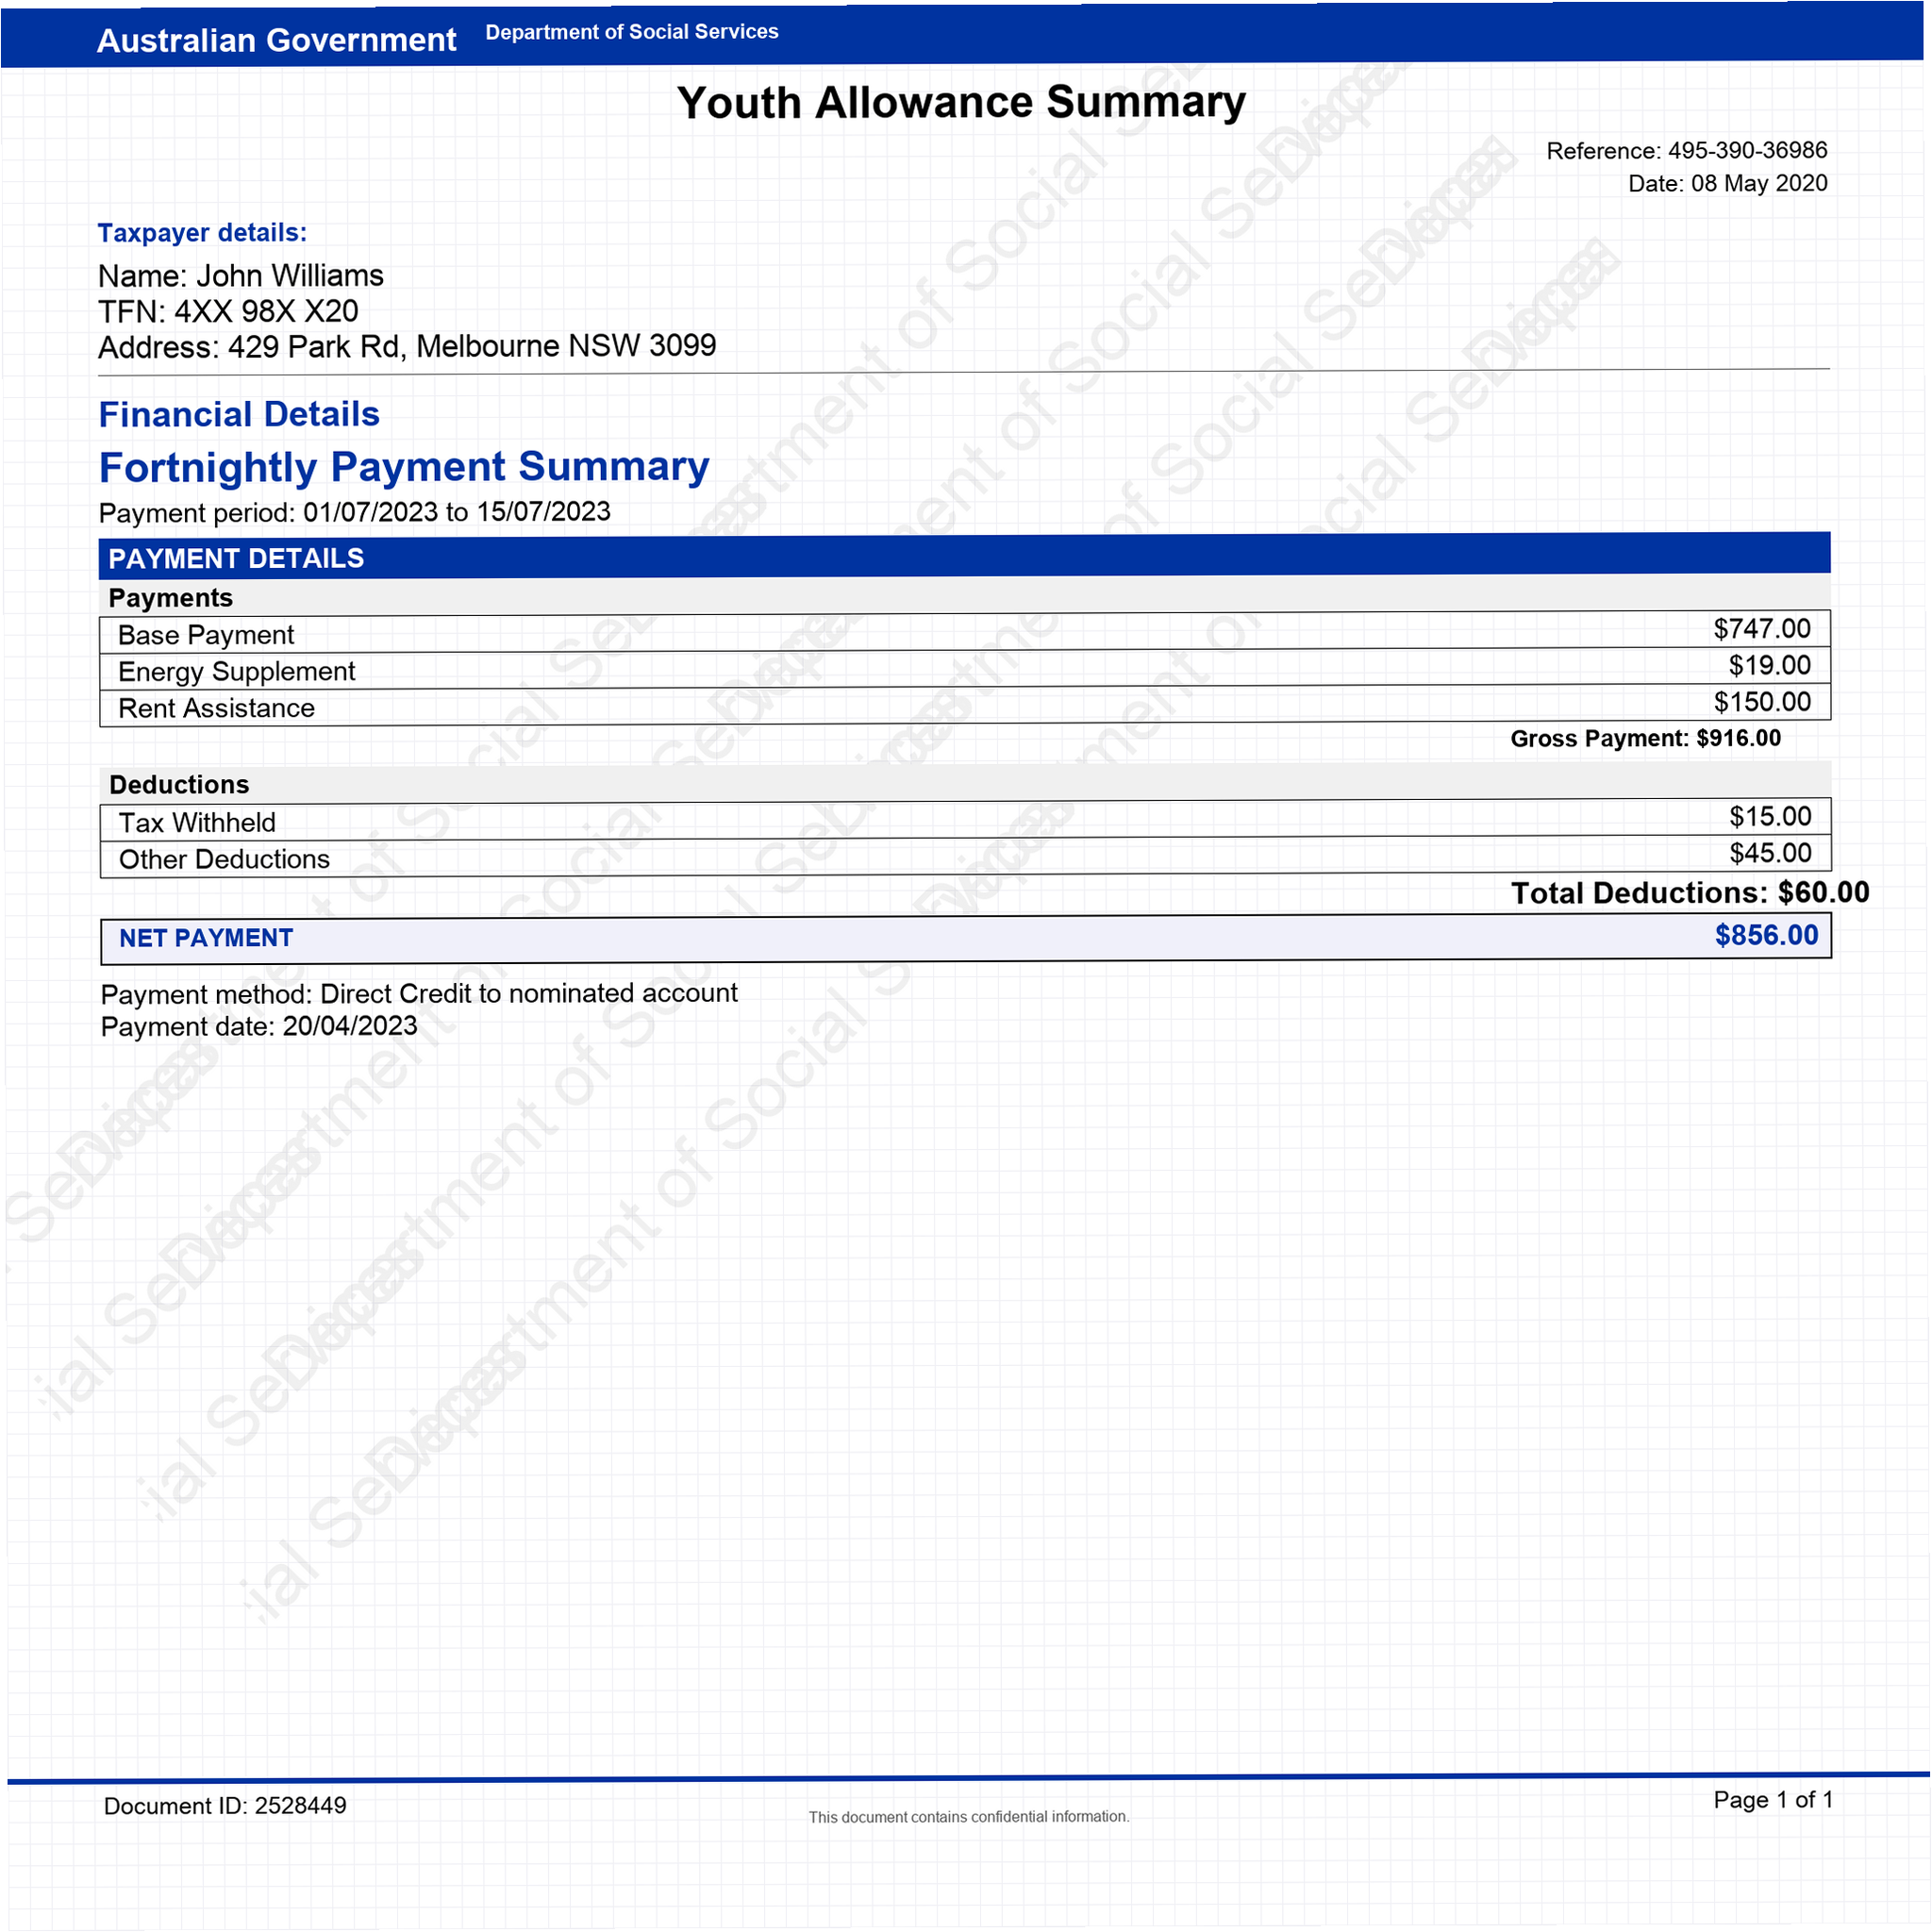 Australian Government Department of Social Services
Youth Allowance Summary
Reference: 495-390-36986
Date: 08 May 2020
Taxpayer details:
Name: John Williams
TFN: 4XX 98X X20
Address: 429 Park Rd, Melbourne NSW 3099
Financial Details
Fortnightly Payment Summary
Payment period: 01/07/2023 to 15/07/2023
PAYMENT DETAILS
Payments
Base Payment $747.00
Energy Supplement $19.00
Rent Assistance $150.00
Gross Payment: $916.00
Deductions
Tax Withheld $15.00
Other Deductions $45.00
Total Deductions: $60.00
NET PAYMENT $856.00
Payment method: Direct Credit to nominated account
Payment date: 20/04/2023
Document ID: 2528449
This document contains confidential information.
Page 1 of 1